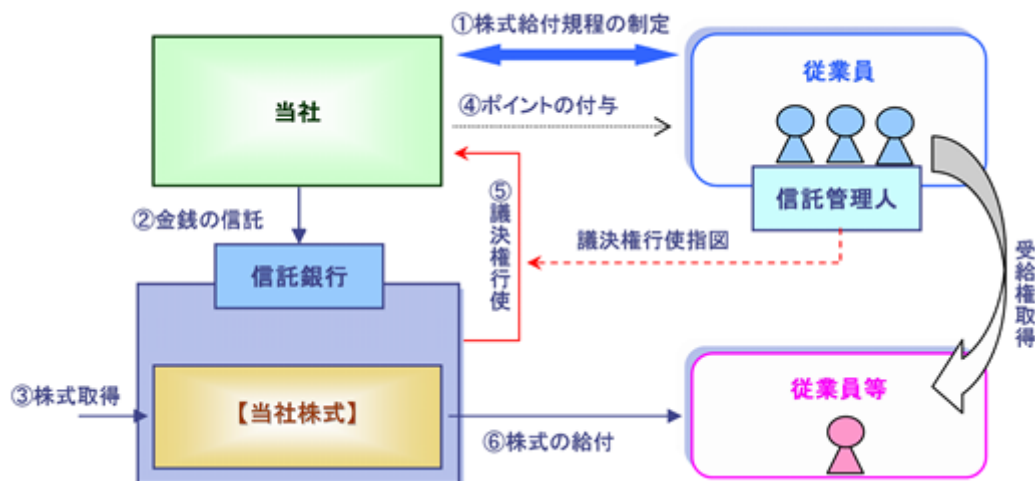 ①株式給付規程の制定
従業員
当社
④ポイントの付与
信託管理人
②金銭の信託
⑤議決権行使
議決権行使指図
信託銀行
受給権取得
③株式取得
【当社株式】
従業員等
⑥株式の給付